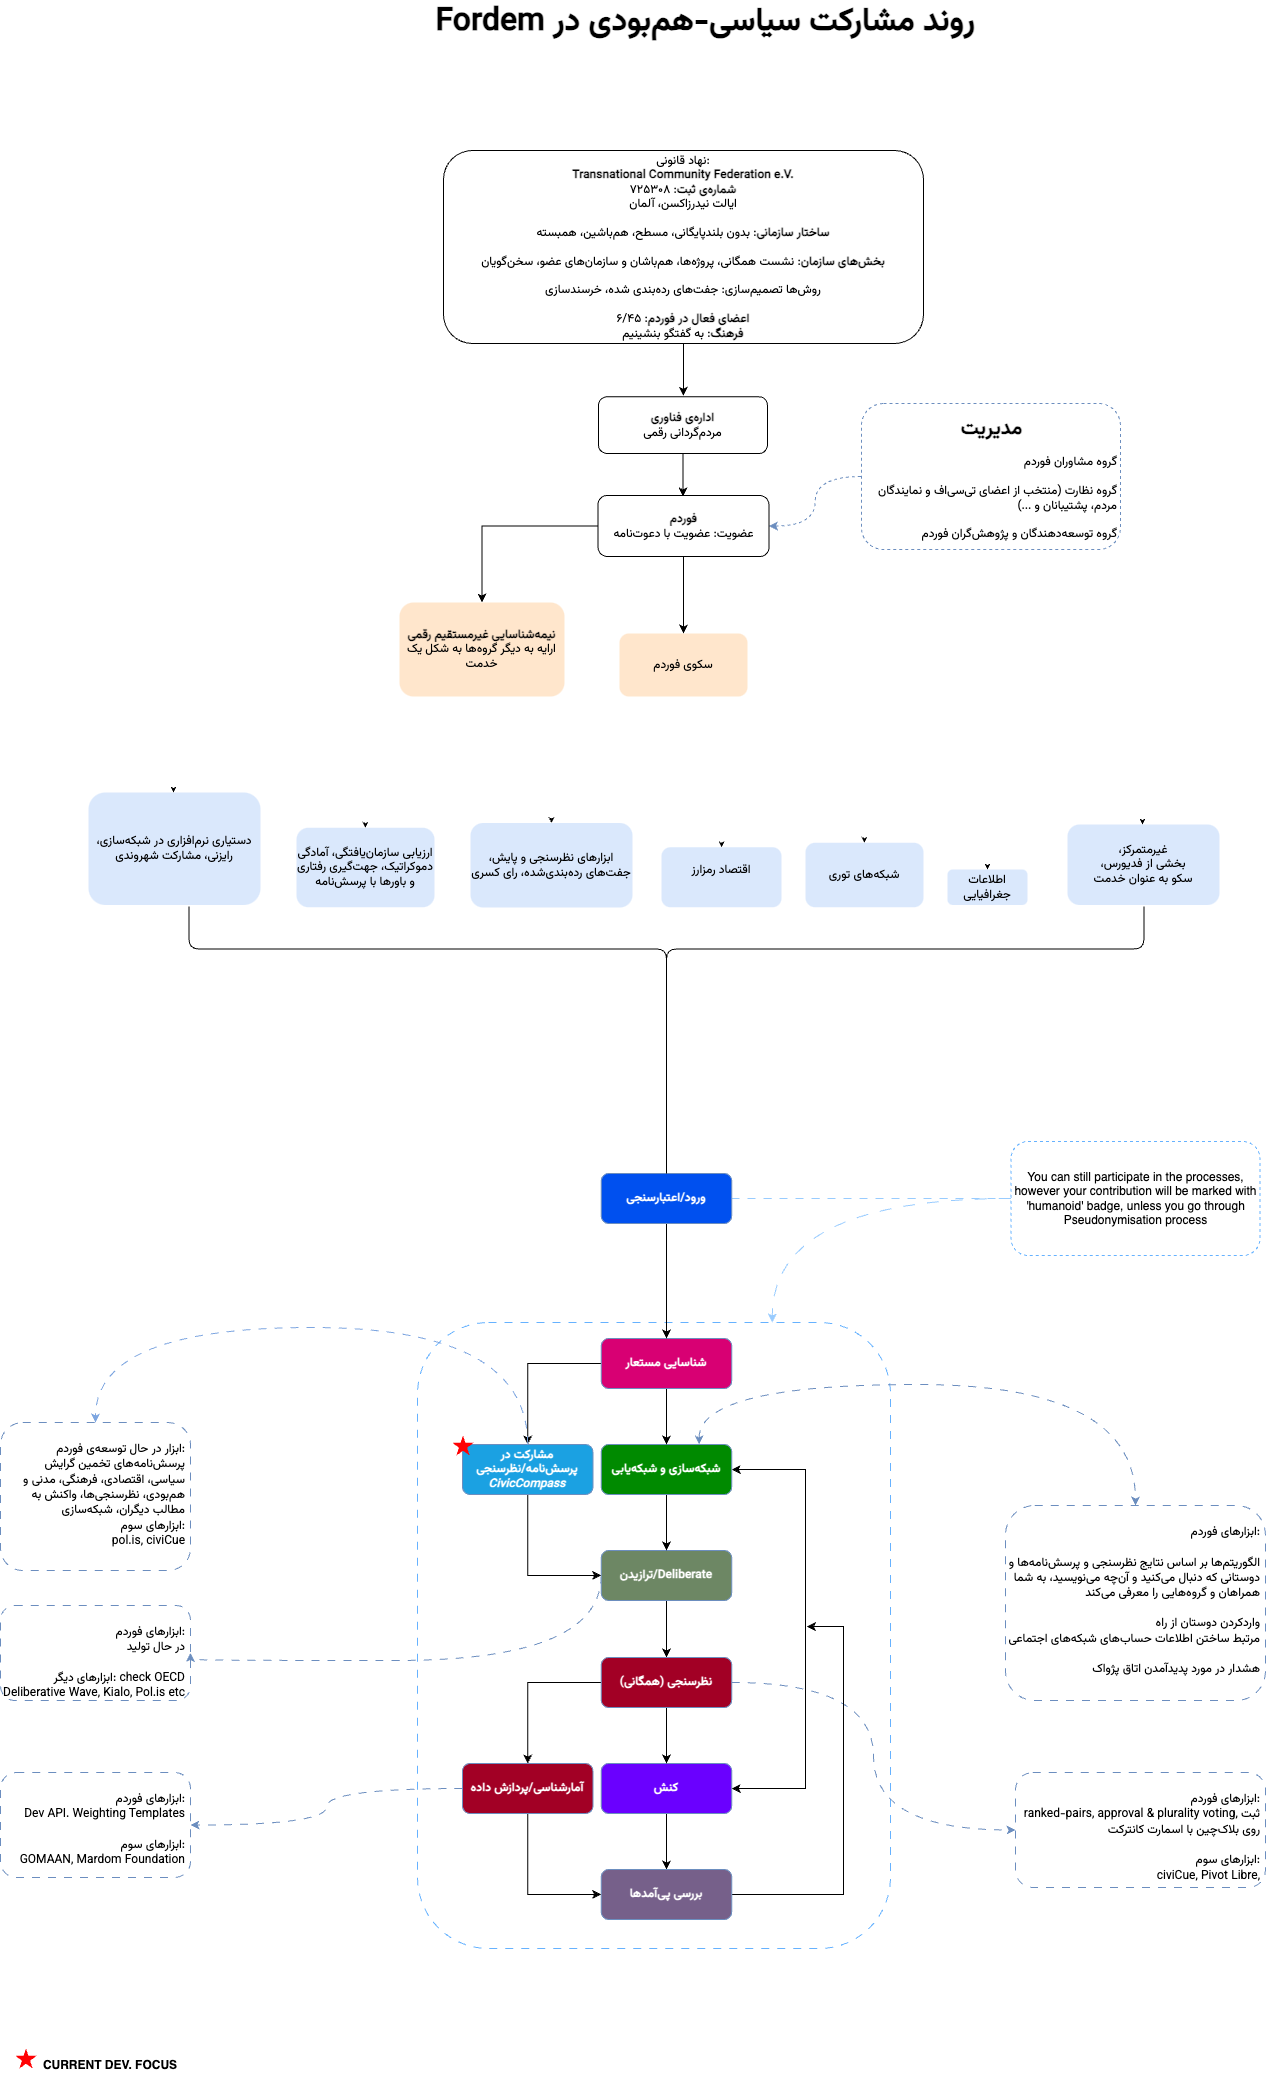 روند مشارکت سیاسی-هم‌بودی در Fordem
نهاد قانونی:
Transnational Community Federation e.V.
شماره‌ی ثبت: ۷۲۵۳۰۸
ایالت نیدرزاکسن، آلمان
ساختار سازمانی: بدون بلندپایگانی، مسطح، هم‌باشین، همبسته
بخش‌های سازمان: نشست همگانی، پروژه‌ها، هم‌باشان و سازمان‌های عضو، سخن‌گویان
روش‌ها تصمیم‌سازی: جفت‌های رده‌بندی شده، خرسندسازی
اعضای فعال در فوردم: ۶/۴۵
فرهنگ: به گفتگو بنشینیم
اداره‌ی فناوری
مردم‌گردانی رقمی
مدیریت
گروه مشاوران فوردم
گروه نظارت (منتخب از اعضای تی‌سی‌اف و نمایندگان
مردم، پشتیبانان و ...)
گروه توسعه‌دهندگان و پژوهش‌گران فوردم
فوردم
عضویت: عضویت با دعوت‌نامه
نیمه‌شناسایی غیرمستقیم رقمی
ارایه به دیگر گروه‌ها به شکل یک
خدمت
سکوی فوردم
دستیاری نرم‌افزاری در شبکه‌سازی،
رایزنی، مشارکت شهروندی
ارزیابی سازمان‌یافتگی، آمادگی
دموکراتیک، جهت‌گیری رفتاری
و باورها با پرسش‌نامه
ابزارهای نظرسنجی و پایش،
جفت‌های رده‌بندی‌شده، رای کسری
اقتصاد رمزارز
شبکه‌های توری
اطلاعات
جغرافیایی
غیرمتمرکز،
بخشی از فدیورس،
سکو به عنوان خدمت
ورود/اعتبارسنجی
You can still participate in the processes,
however your contribution will be marked with
'humanoid' badge, unless you go through
Pseudonymisation process
شناسایی مستعار
مشارکت در
پرسش‌نامه/نظرسنجی
CivicCompass
شبکه‌سازی و شبکه‌یابی
ابزار در حال توسعه‌ی فوردم:
پرسش‌نامه‌های تخمین گرایش
سیاسی، اقتصادی، فرهنگی، مدنی و
هم‌بودی، نظرسنجی‌ها، واکنش به
مطالب دیگران، شبکه‌سازی
ابزارهای سوم:
pol.is, civiCue
ابزارهای فوردم:
الگوریتم‌ها بر اساس نتایج نظرسنجی و پرسش‌نامه‌ها و
دوستانی که دنبال می‌کنید و آن‌چه می‌نویسید، به شما
همراهان و گروه‌هایی را معرفی می‌کند
واردکردن دوستان از راه
مرتبط ساختن اطلاعات حساب‌های شبکه‌های اجتماعی
هشدار در مورد پدیدآمدن اتاق پژواک
ترازیدن/Deliberate
ابزارهای فوردم:
در حال تولید
ابزارهای دیگر: check OECD
Deliberative Wave, Kialo, Pol.is etc
نظرسنجی (همگانی)
آمارشناسی/پردازش داده
کنش
ابزارهای فوردم:
Dev API. Weighting Templates
ابزارهای سوم:
GOMAAN, Mardom Foundation
ابزارهای فوردم:
ranked-pairs, approval & plurality voting, ثبت
روی بلاک‌چین با اسمارت کانترکت
ابزارهای سوم:
civiCue, Pivot Libre,
بررسی پی‌آمدها
CURRENT DEV. FOCUS